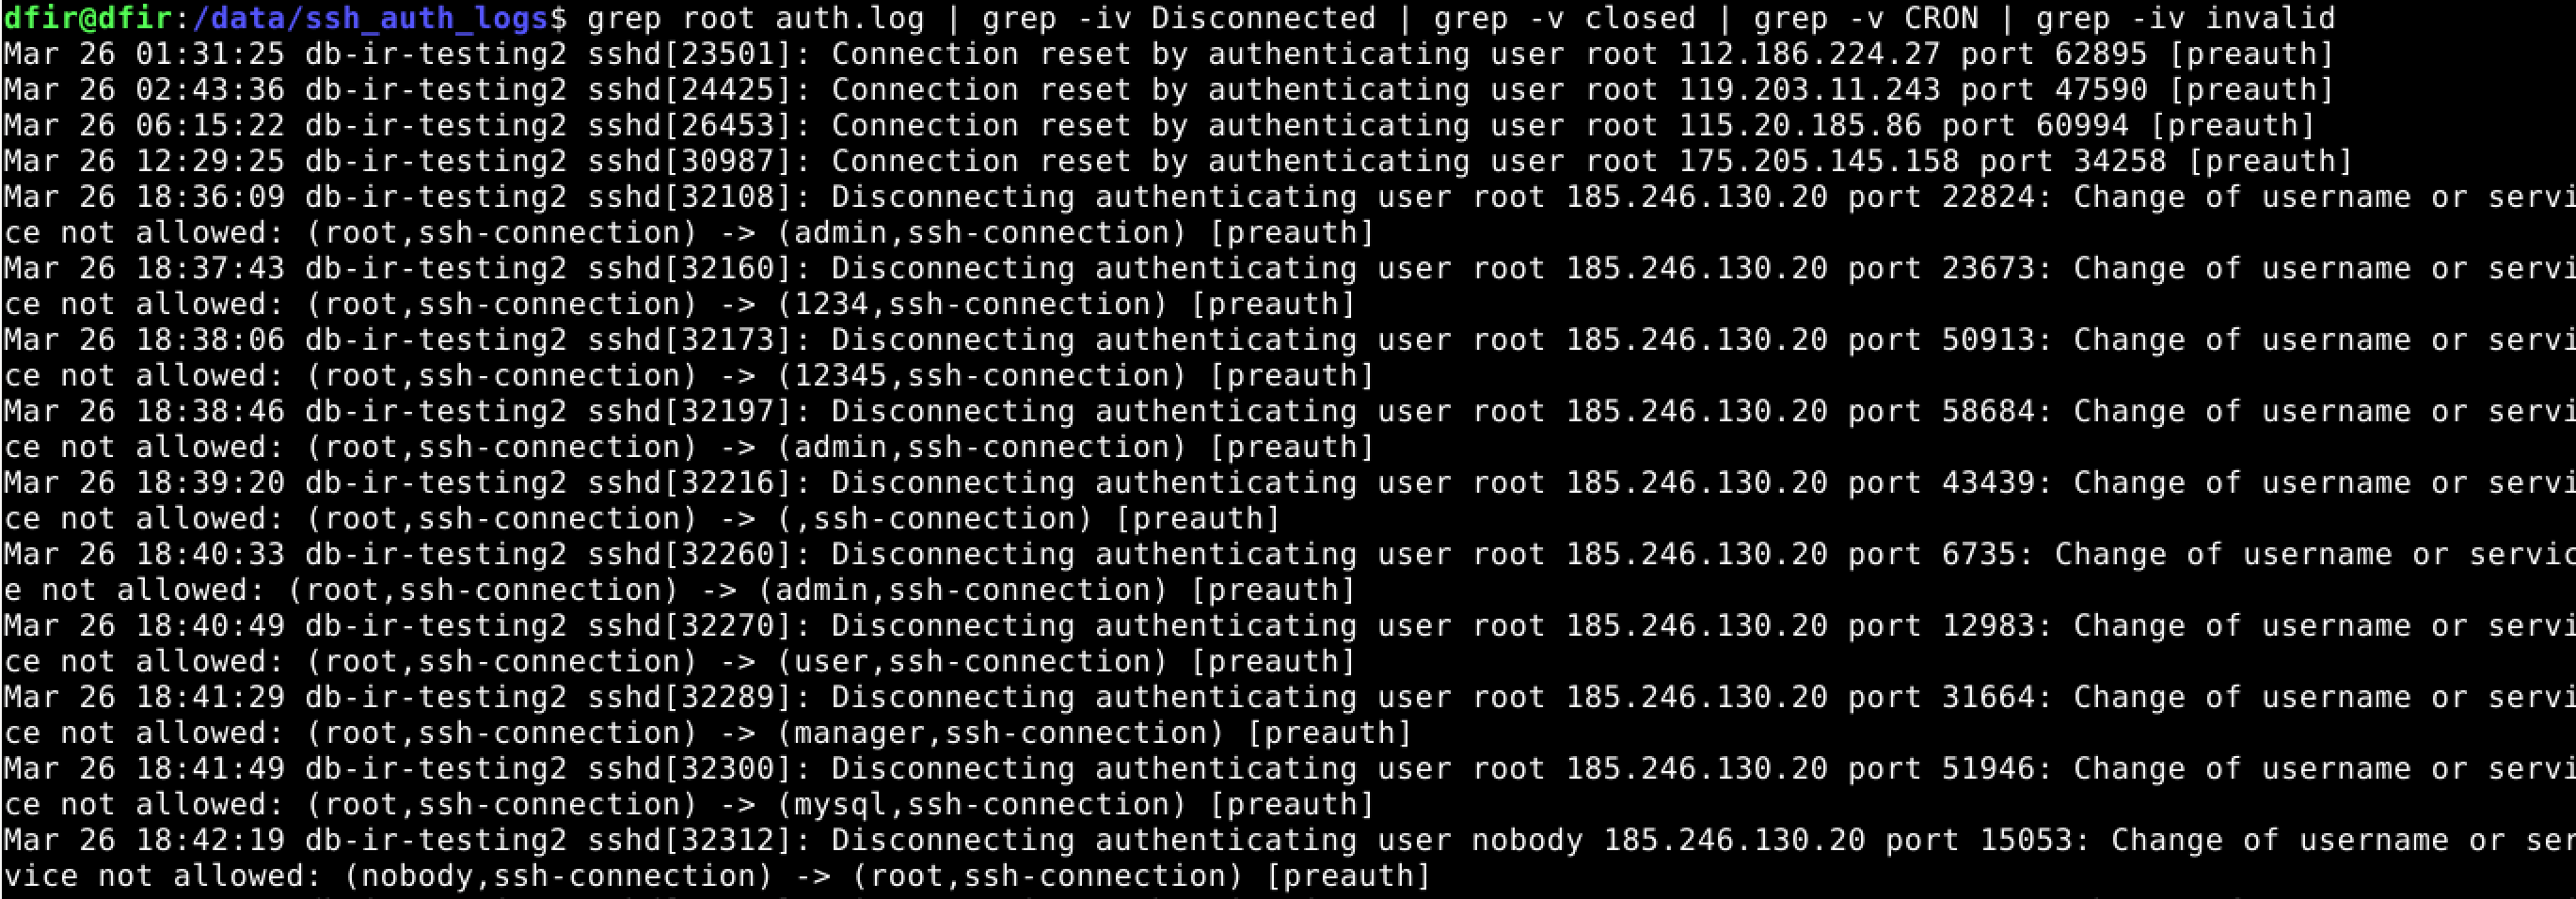 dfir@dfir:/data/ssh_auth_logs$ grep root auth.log | grep -iv Disconnected | grep -v closed | grep -v CRON | grep -iv invalid
Mar 26 01:31:25 db-ir-testing2 sshd[23501]: Connection reset by authenticating user root 112.186.224.27 port 62895 [preauth]
Mar 26 02:43:36 db-ir-testing2 sshd[24425]: Connection reset by authenticating user root 119.203.11.243 port 47590 [preauth]
Mar 26 06:15:22 db-ir-testing2 sshd[26453]: Connection reset by authenticating user root 115.20.185.86 port 60994 [preauth]
Mar 26 12:29:25 db-ir-testing2 sshd[30987]: Connection reset by authenticating user root 175.205.145.158 port 34258 [preauth]
Mar 26 18:36:09 db-ir-testing2 sshd[32108]: Disconnecting authenticating user root 185.246.130.20 port 22824: Change of username or servi
ce not allowed: (root,ssh-connection) -> (admin,ssh-connection) [preauth]
Mar 26 18:37:43 db-ir-testing2 sshd[32160]: Disconnecting authenticating user root 185.246.130.20 port 23673: Change of username or servi
ce not allowed: (root,ssh-connection) -> (1234,ssh-connection) [preauth]
Mar 26 18:38:06 db-ir-testing2 sshd[32173]: Disconnecting authenticating user root 185.246.130.20 port 50913: Change of username or servi
ce not allowed: (root,ssh-connection) -> (12345,ssh-connection) [preauth]
Mar 26 18:38:46 db-ir-testing2 sshd[32197]: Disconnecting authenticating user root 185.246.130.20 port 58684: Change of username or servi
ce not allowed: (root,ssh-connection) -> (admin,ssh-connection) [preauth]
Mar 26 18:39:20 db-ir-testing2 sshd[32216]: Disconnecting authenticating user root 185.246.130.20 port 43439: Change of username or servi
ce not allowed: (root,ssh-connection) -> (,ssh-connection) [preauth]
Mar 26 18:40:33 db-ir-testing2 sshd[32260]: Disconnecting authenticating user root 185.246.130.20 port 6735: Change of username or servic
e not allowed: (root,ssh-connection) -> (admin,ssh-connection) [preauth]
Mar 26 18:40:49 db-ir-testing2 sshd[32270]: Disconnecting authenticating user root 185.246.130.20 port 12983: Change of username or servi
ce not allowed: (root,ssh-connection) -> (user,ssh-connection) [preauth]
Mar 26 18:41:29 db-ir-testing2 sshd[32289]: Disconnecting authenticating user root 185.246.130.20 port 31664: Change of username or servi
ce not allowed: (root,ssh-connection) -> (manager,ssh-connection) [preauth]
Mar 26 18:41:49 db-ir-testing2 sshd[32300]: Disconnecting authenticating user root 185.246.130.20 port 51946: Change of username or servi
ce not allowed: (root,ssh-connection) -> (mysql,ssh-connection) [preauth]
Mar 26 18:42:19 db-ir-testing2 sshd[32312]: Disconnecting authenticating user nobody 185.246.130.20 port 15053: Change of username or ser
vice not allowed: (nobody,ssh-connection) -> (root,ssh-connection) [preauth]